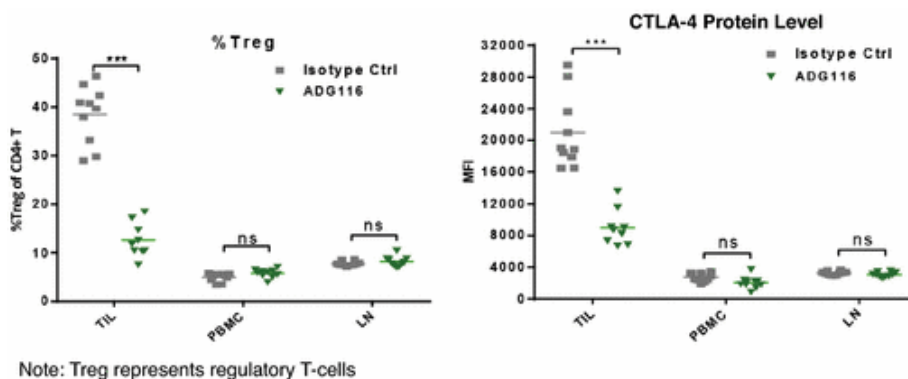 % Treg
***
Isotype Ctrl
ADG116
ns
ns
%Treg of CD4+ T
50
40
30
20
10
0
TIL
PBMC
LN
CTLA-4 Protein Level
***
Isotype Ctrl
ADG116
ns
ns
MFI
32000
28000
24000
20000
16000
12000
8000
4000
0
TIL
PBMC
LN
Note: Treg represents regulatory T-cells